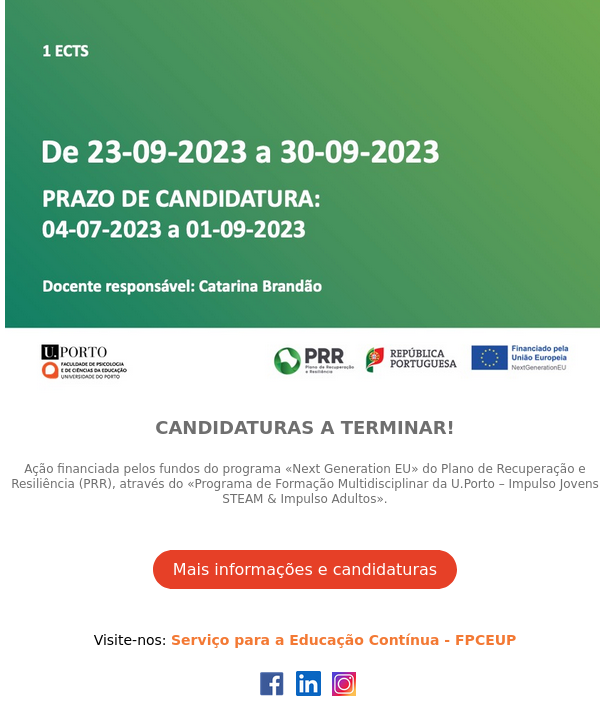 1 ECTS
De 23-09-2023 a 30-09-2023
PRAZO DE CANDIDATURA:
04-07-2023 a 01-09-2023
Docente responsável: Catarina Brandão
U. PORTO
FACULDADE DE PSICOLOGIA
E DE CIÊNCIAS DA EDUCAÇÃO
UNIVERSIDADE DO PORTO
PRR
Plano de Recuperação
e Resiliência
REPÚBLICA
PORTUGUESA
Financiado pela
União Europeia
NextGenerationEU
CANDIDATURAS A TERMINAR!
Ação financiada pelos fundos do programa «Next Generation EU» do Plano de Recuperação e
Resiliência (PRR), através do «Programa de Formação Multidisciplinar da U.Porto – Impulso Jovens
STEAM & Impulso Adultos».
Mais informações e candidaturas
Visite-nos: Serviço para a Educação Contínua - FPCEUP